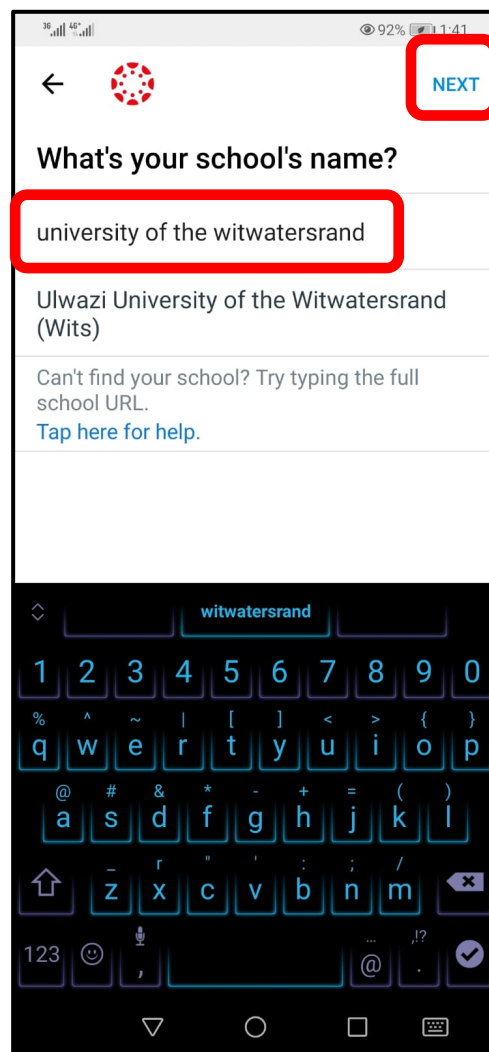 3G 4G+ 92% 1:41
NEXT
What's your school's name?
university of the witwatersrand
Ulwazi University of the Witwatersrand
(Wits)
Can't find your school? Try typing the full
school URL.
Tap here for help.
witwatersrand
1 2 3 4 5 6 7 8 9 0
% ^ ~ | [ ] < > { }
q w e r t y u i o p
@ # & * - + = ( )
a s d f g h j k l
_ r " ' : ; /
z x c v b n m
... ,!?
123 , @ .